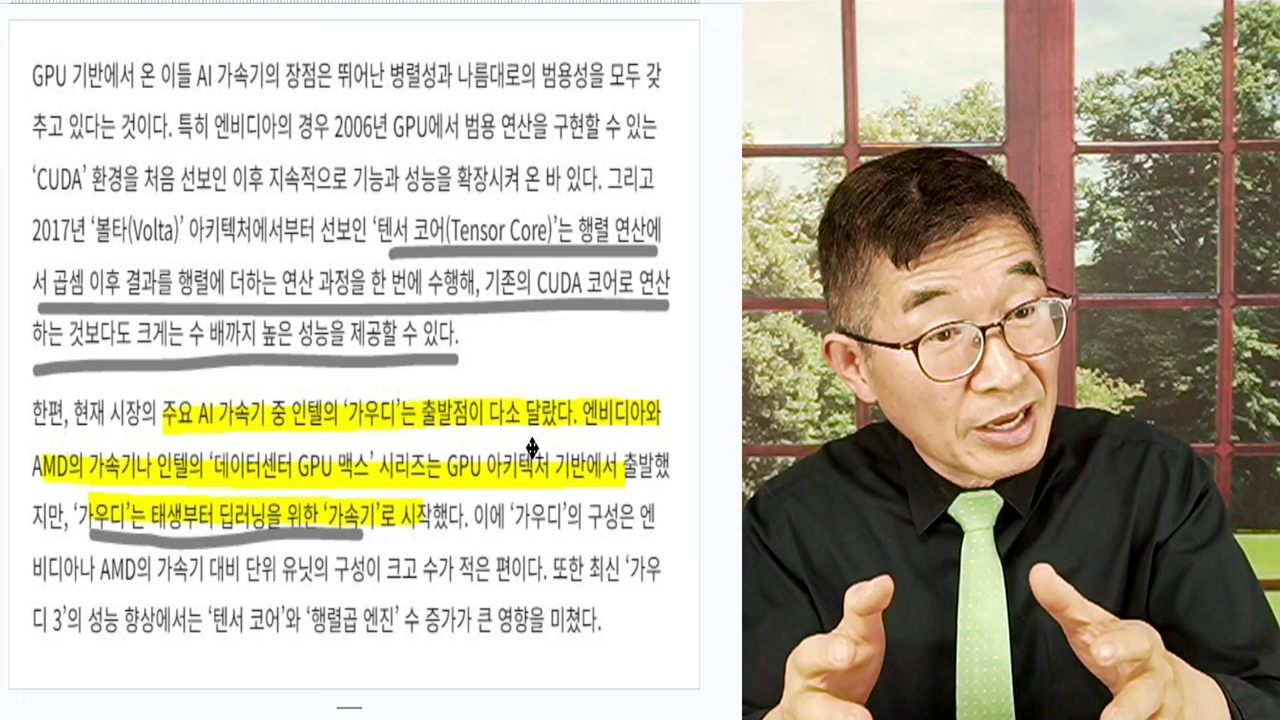 GPU 기반에서 온 이들 AI 가속기의 장점은 뛰어난 병렬성과 나름대로의 범용성을 모두 갖
추고 있다는 것이다. 특히 엔비디아의 경우 2006년 GPU에서 범용 연산을 구현할 수 있는
‘CUDA’ 환경을 처음 선보인 이후 지속적으로 기능과 성능을 확장시켜 온 바 있다. 그리고
2017년 ‘볼타(Volta)’ 아키텍처에서부터 선보인 ‘텐서 코어(Tensor Core)’는 행렬 연산에
서 곱셈 이후 결과를 행렬에 더하는 연산 과정을 한 번에 수행해, 기존의 CUDA 코어로 연산
하는 것보다도 크게는 수 배까지 높은 성능을 제공할 수 있다.
한편, 현재 시장의 주요 AI 가속기 중 인텔의 ‘가우디’는 출발점이 다소 달랐다. 엔비디아와
AMD의 가속기나 인텔의 ‘데이터센터 GPU 맥스’ 시리즈는 GPU 아키텍처 기반에서 출발했
지만, ‘가우디’는 태생부터 딥러닝을 위한 ‘가속기’로 시작했다. 이에 ‘가우디’의 구성은 엔
비디아나 AMD의 가속기 대비 단위 유닛의 구성이 크고 수가 적은 편이다. 또한 최신 ‘가우
디 3’의 성능 향상에서는 ‘텐서 코어’와 ‘행렬곱 엔진’ 수 증가가 큰 영향을 미쳤다.